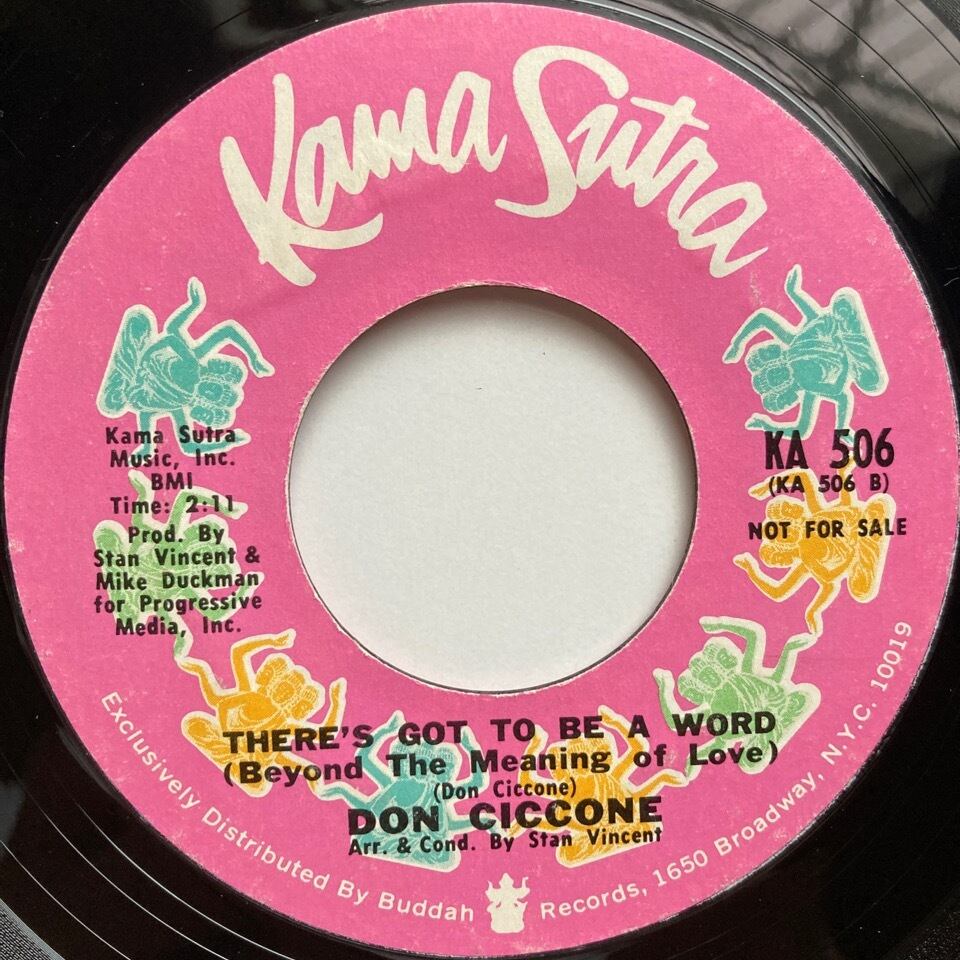 Kama Sutra
Kama Sutra
Music, Inc.
BMI
Time: 2:11
Prod. By
Stan Vincent &
Mike Duckman
for Progressive
Media, Inc.
KA 506
(KA 506 B)
NOT FOR SALE
THERE'S GOT TO BE A WORD
(Beyond The Meaning of Love)
(Don Ciccone)
DON CICCONE
Arr. & Cond. By Stan Vincent
Exclusively Distributed By Buddah Records, 1650 Broadway, N.Y.C. 10019